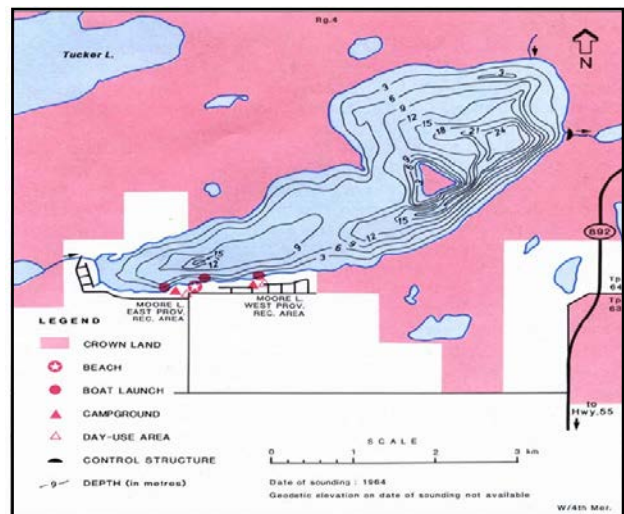 Rg.4
Tucker L.
N
3
3
6
9
12
15
18
21
24
9
15
12
9
6
3
9
15
12
892
Tp
64
Tp
63
MOORE L.
EAST PROV.
REC. AREA
MOORE L.
WEST PROV.
REC. AREA
to
Hwy.55
LEGEND
CROWN LAND
BEACH
BOAT LAUNCH
CAMPGROUND
DAY-USE AREA
CONTROL STRUCTURE
9 DEPTH (in metres)
SCALE
0 1 2 3 km
Date of sounding : 1964
Geodetic elevation on date of sounding not available
W/4th Mer.